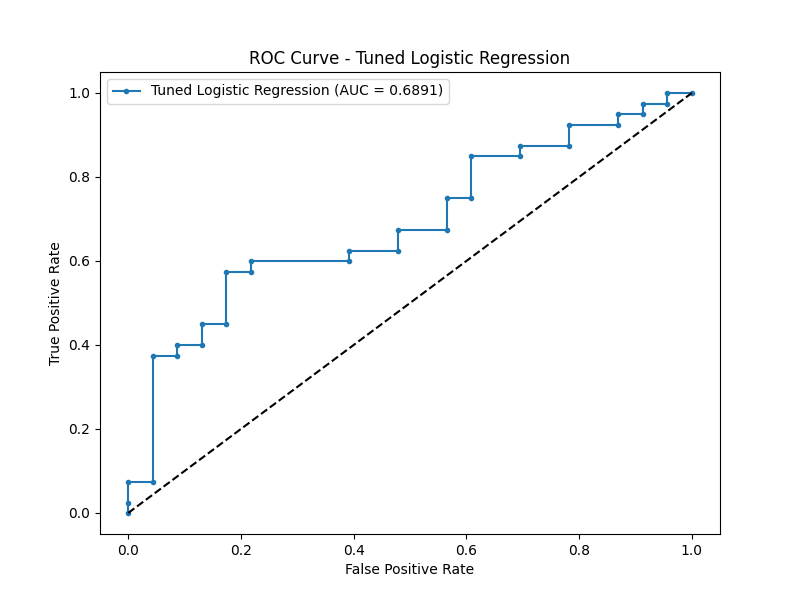 ROC Curve - Tuned Logistic Regression
Tuned Logistic Regression (AUC = 0.6891)
True Positive Rate
1.0
0.8
0.6
0.4
0.2
0.0
0.0 0.2 0.4 0.6 0.8 1.0
False Positive Rate